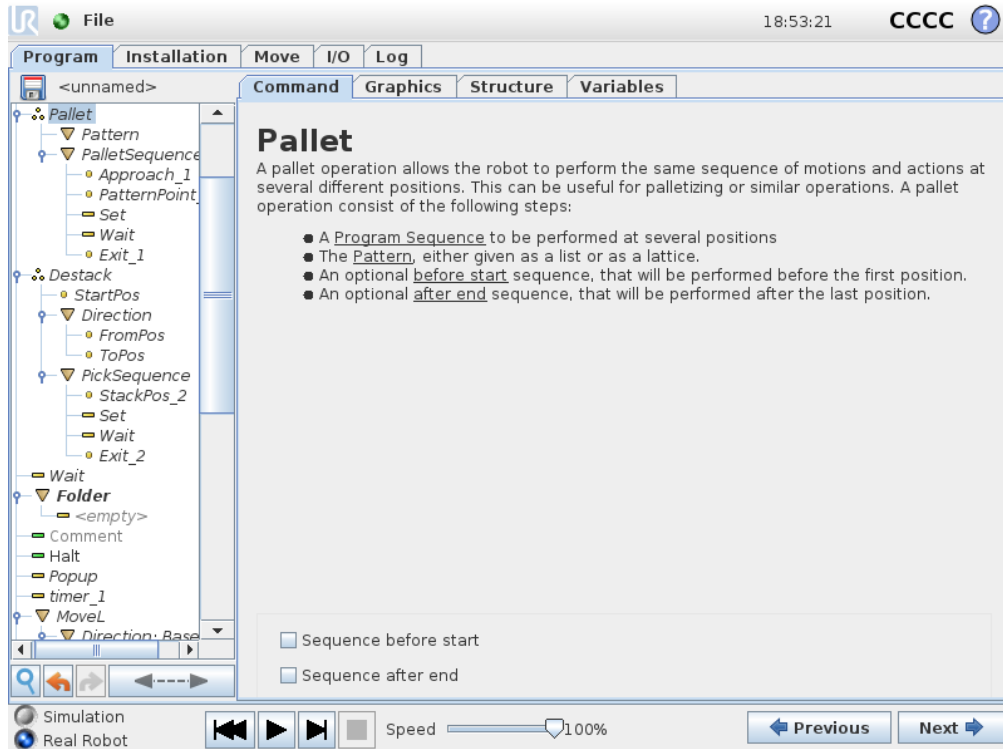 UR File 18:53:21 CCCC ?
Program Installation Move I/O Log
<unnamed> Command Graphics Structure Variables
Pallet
Pattern
PalletSequence
Approach_1
PatternPoint_
Set
Wait
Exit_1
Destack
StartPos
Direction
FromPos
ToPos
PickSequence
StackPos_2
Set
Wait
Exit_2
Wait
Folder
<empty>
Comment
Halt
Popup
timer_1
MoveL
Direction: Base
Pallet
A pallet operation allows the robot to perform the same sequence of motions and actions at
several different positions. This can be useful for palletizing or similar operations. A pallet
operation consist of the following steps:
A Program Sequence to be performed at several positions
The Pattern, either given as a list or as a lattice.
An optional before start sequence, that will be performed before the first position.
An optional after end sequence, that will be performed after the last position.
Sequence before start
Sequence after end
Simulation
Real Robot
Speed 100%
Previous Next